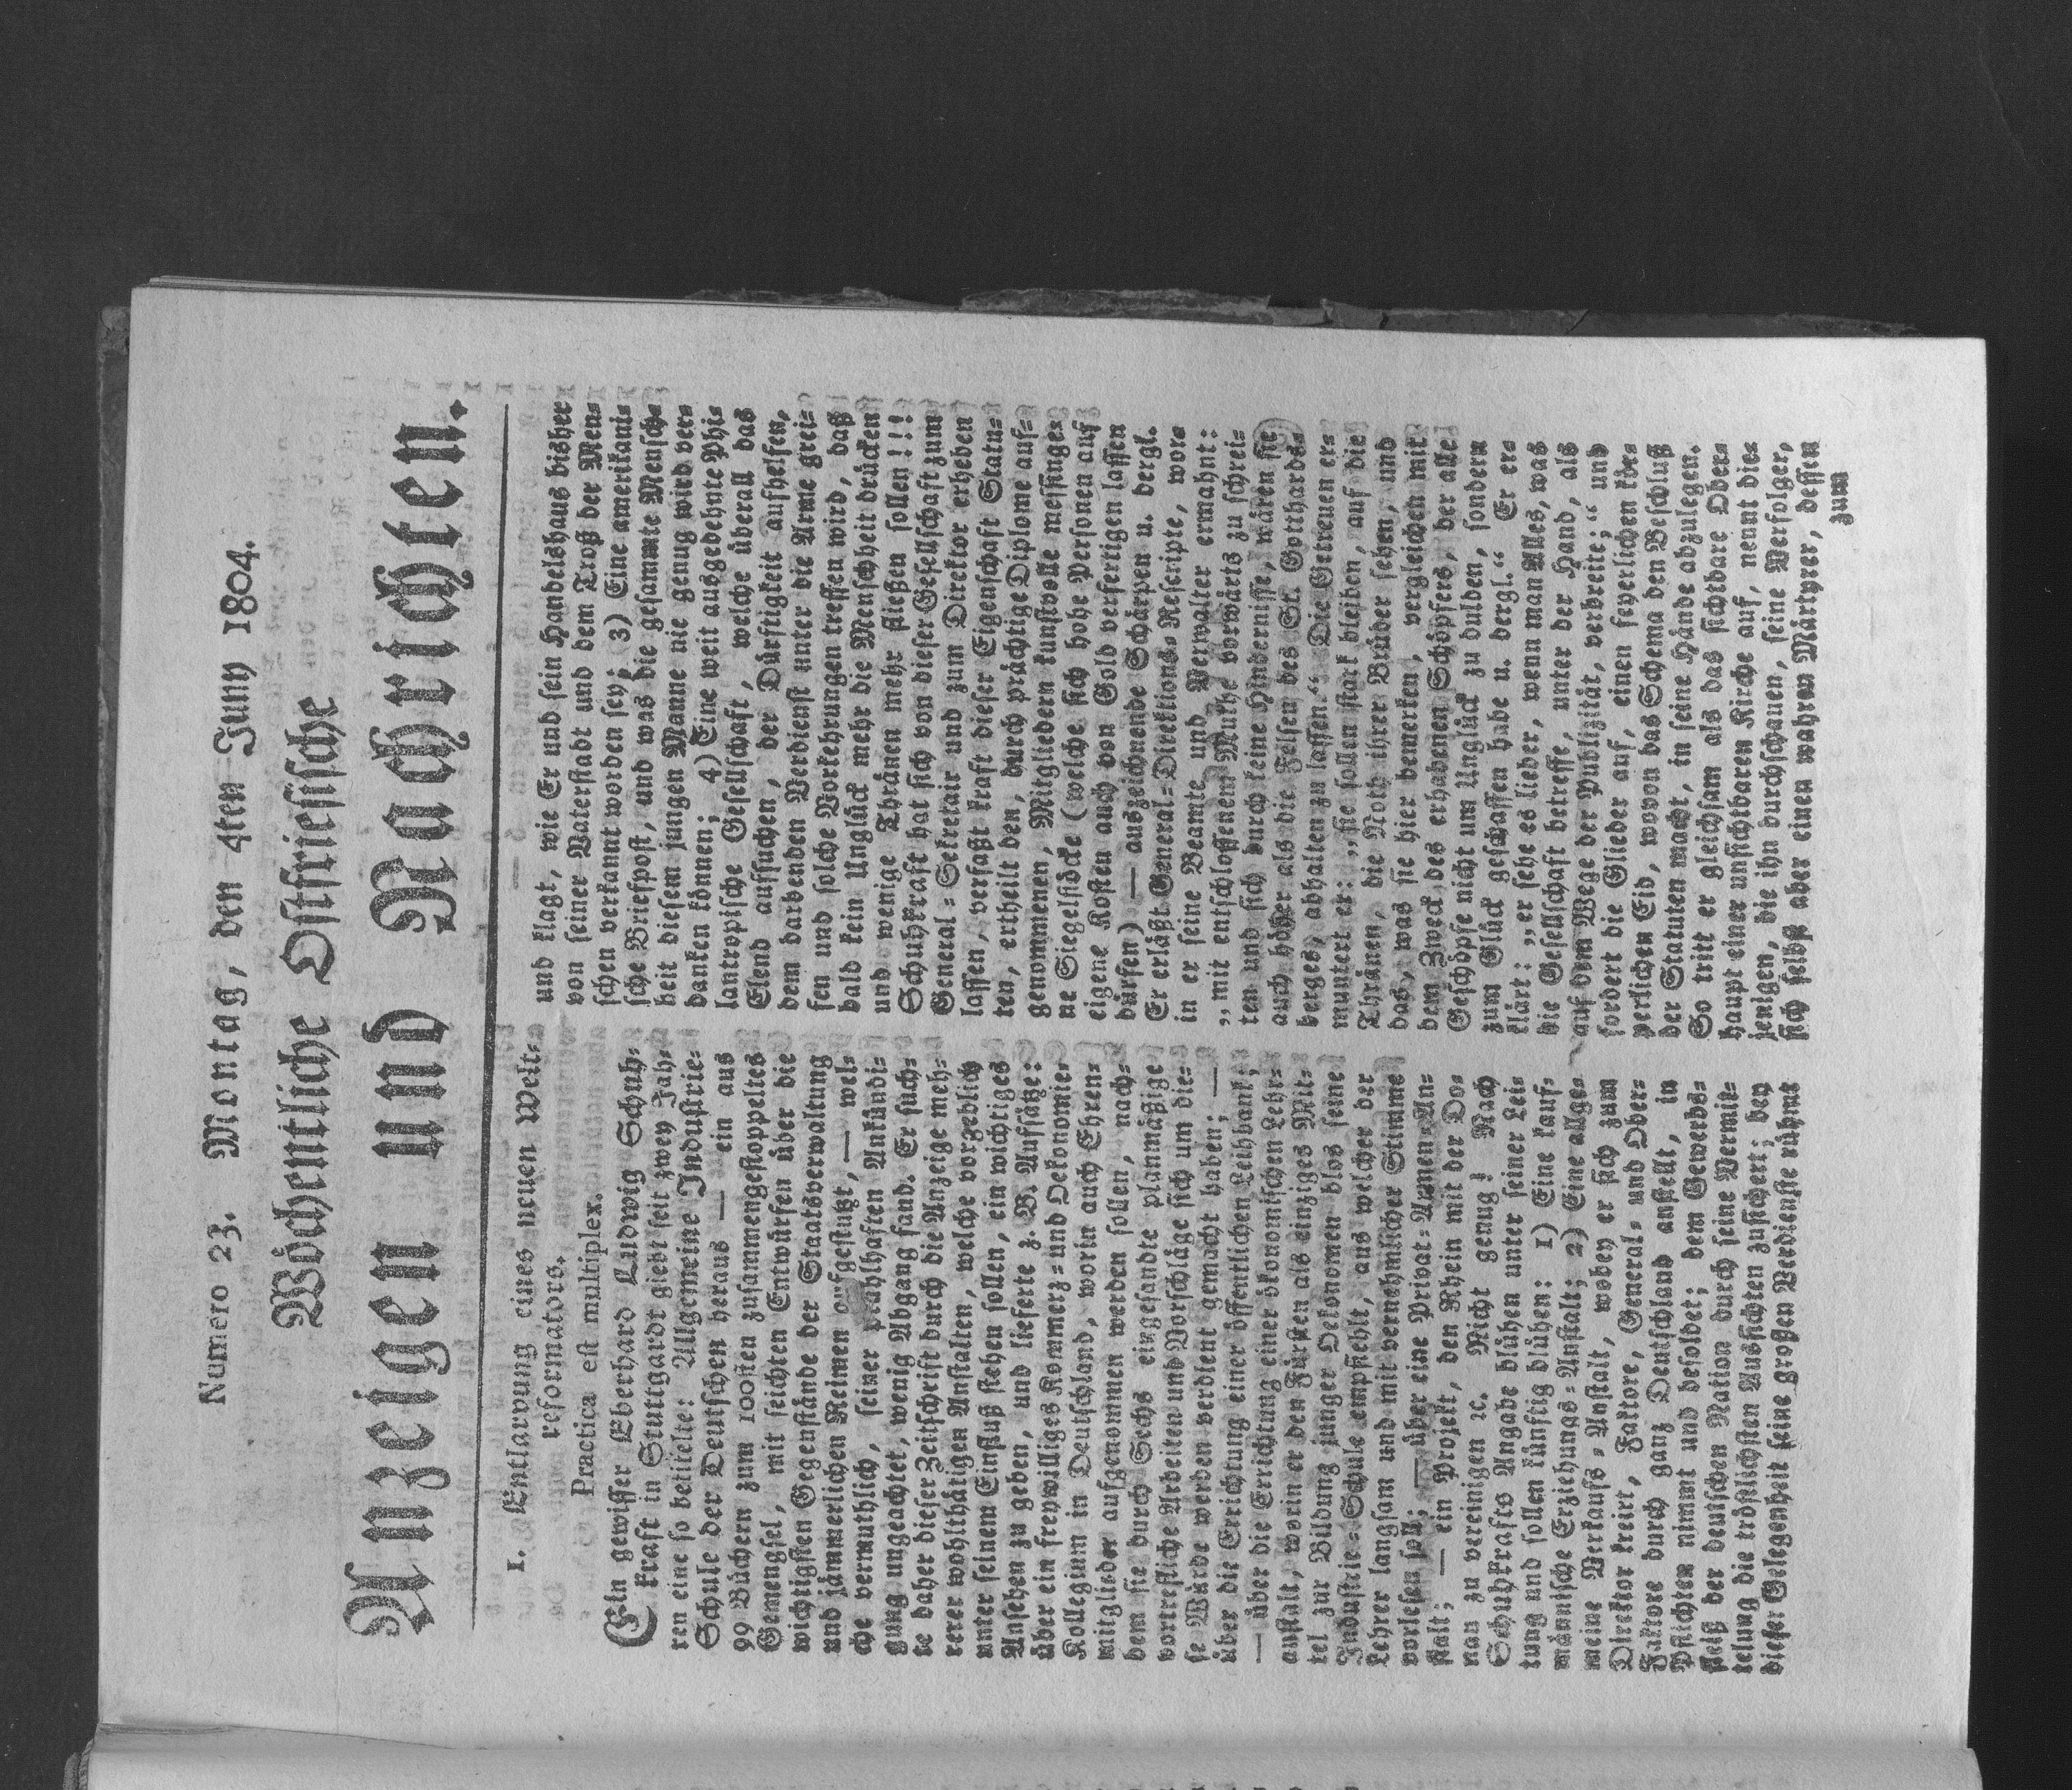 Numero 23. Montag, den 4ten Juny 1804.
Wöchentliche Ostfriesische
Anzeigen und Nachrichten.
1. Entlarvung eines neuen Welt-
reformators.
Practica est multiplex.
Ein gewisser Eberhard Ludwig Schuh-
kraft in Stuttgardt giebt seit zwey Jah-
ren eine so betitelte: Allgemeine Industrie-
Schule der Deutschen heraus — ein aus
99 Büchern zum 100sten zusammengestoppeltes
Gemengsel, mit seichten Entwürfen über die
wichtigsten Gegenstände der Staatsverwaltung
und jämmerlichen Reimen aufgestutzt, — wel-
che vermuthlich, seiner prahlhaften Ankündi-
gung ungeachtet, wenig Abgang fand. Er such-
te daher dieser Zeitschrift durch die Anzeige meh-
rerer wohlthätigen Anstalten, welche vorgeblich
unter seinem Einfluß stehen sollen, ein wichtiges
Ansehen zu geben, und lieferte z. B. Aufsätze:
über ein freywilliges Kommerz- und Oekonomie-
Kollegium in Deutschland, worin auch Ehren-
mitglieder aufgenommen werden sollen, nach-
dem sie durch Sechs eingesandte planmäßige
vortrefliche Arbeiten und Vorschläge sich um die-
se Würde werden verdient gemacht haben; —
über die Errichtung einer öffentlichen Leihbank;
— über die Errichtung einer ökonomischen Lehr-
anstalt, worin er den Fürsten als einziges Mit-
tel zur Bildung junger Oekonomen blos seine
Industrie-Schule empfiehlt, aus welcher der
Lehrer langsam und mit vernehmlicher Stimme
vorlesen soll; — über eine Privat-Armen-An-
stalt; — ein Projekt, den Rhein mit der Do-
nau zu vereinigen ꝛc. Nicht genug! Nach
Schuhkrafts Angabe blühen unter seiner Lei-
tung und sollen künftig blühen: 1) Eine kauf-
männische Erziehungs-Anstalt; 2) Eine allge-
meine Verkaufs-Anstalt, wobey er sich zum
Direktor kreirt, Faktore, General- und Ober-
Faktore durch ganz Deutschland anstellt, in
Pflichten nimmt und besoldet; dem Gewerbs-
fleiß der deutschen Nation durch seine Vermit-
telung die tröstlichsten Aussichten zusichert; bey
dieser Gelegenheit seine großen Verdienste rühmt
und klagt, wie Er und sein Handelshaus bisher
von seiner Vaterstadt und dem Troß der Men-
schen verkannt worden sey; 3) Eine amerikani-
sche Briefpost, und was die gesammte Mensch-
heit diesem jungen Manne nie genug wird ver-
danken können; 4) Eine weit ausgedehnte Phi-
lantropische Gesellschaft, welche überall das
Elend aufsuchen, der Dürftigkeit aufhelfen,
dem darbenden Verdienst unter die Arme grei-
fen und solche Vorkehrungen treffen wird, daß
bald kein Unglück mehr die Menschheit drücken
und wenige Thränen mehr fließen sollen!!!!
Schuhkraft hat sich von dieser Gesellschaft zum
General-Sekretair und zum Direktor erheben
lassen, verfaßt kraft dieser Eigenschaft Statu-
ten, ertheilt den, durch prächtige Diplome auf-
genommenen, Mitgliedern kunstvolle messinge-
ne Siegelstöcke (welche sich hohe Personen auf
eigene Kosten auch von Gold verfertigen lassen
dürfen) — auszeichnende Schärpen u. dergl.
Er erläßt General-Direktions-Rescripte, wor-
in er seine Beamte und Verwalter ermahnt:
„mit entschloßenem Muthe vorwärts zu schrei-
ten und sich durch keine Hindernisse, wären sie
auch höher als die Felsen des St. Gotthards-
berges, abhalten zu lassen.“ Die Getreuen er-
muntert er: „sie sollen stark bleiben, auf die
Thränen, die Noth ihrer Brüder sehen, und
das, was sie hier bemerken, vergleichen mit
dem Zweck des erhabenen Schöpfers, der alle
Geschöpfe nicht um Unglück zu dulden, sondern
zum Glück geschaffen habe u. dergl.“ Er er-
klärt: „er sehe es lieber, wenn man Alles, was
die Gesellschaft betreffe, unter der Hand, als
auf dem Wege der Publizität, verbreite;“ und
fordert die Glieder auf, einen feyerlichen kör-
perlichen Eid, wovon das Schema den Beschluß
der Statuten macht, in seine Hände abzulegen.
So tritt er gleichsam als das sichtbare Ober-
haupt einer unsichtbaren Kirche auf, nennt die-
jenigen, die ihn durchschauen, seine Verfolger,
sich selbst aber einen wahren Märtyrer, dessen
zum